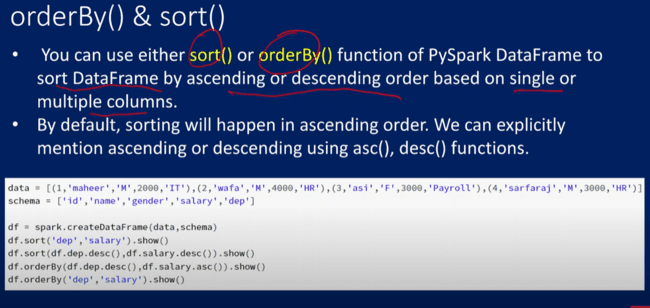 orderBy() & sort()
• You can use either sort() or orderBy() function of PySpark DataFrame to
sort DataFrame by ascending or descending order based on single or
multiple columns.
• By default, sorting will happen in ascending order. We can explicitly
mention ascending or descending using asc(), desc() functions.
data = [(1,'maheer','M',2000,'IT'),(2,'wafa','M',4000,'HR'),(3,'asi','F',3000,'Payroll'),(4,'sarfaraj','M',3000,'HR')]
schema = ['id','name','gender','salary','dep']
df = spark.createDataFrame(data,schema)
df.sort('dep','salary').show()
df.sort(df.dep.desc(),df.salary.desc()).show()
df.orderBy(df.dep.desc(),df.salary.asc()).show()
df.orderBy('dep','salary').show()